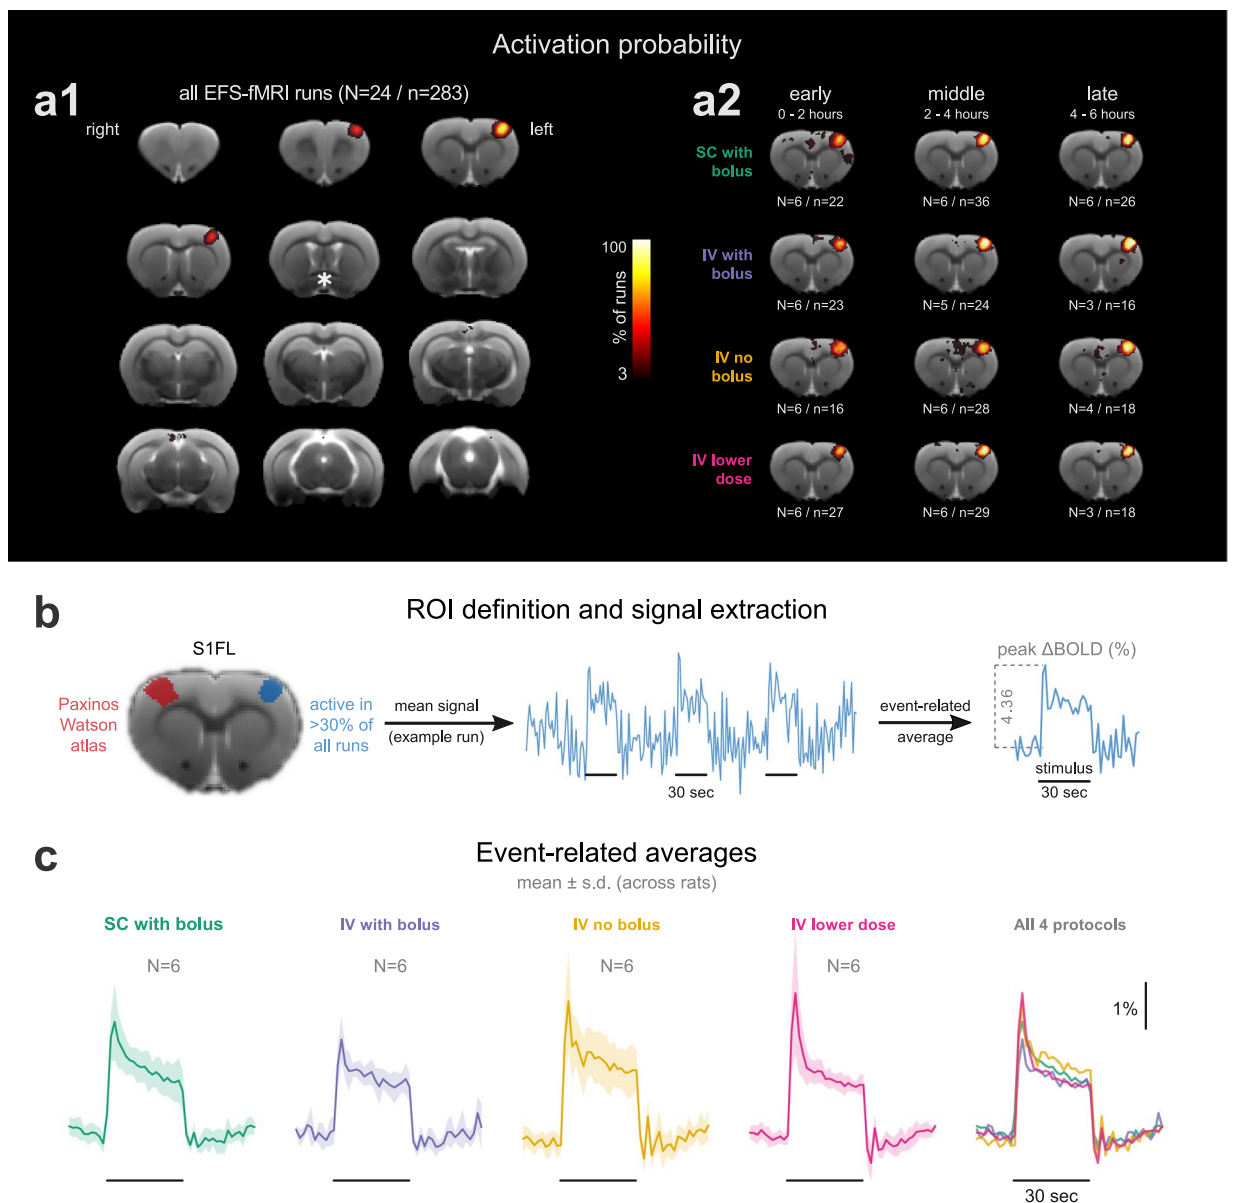 Activation probability
a1
all EFS-fMRI runs (N=24 / n=283)
right
left
*
100
% of runs
3
a2
early
0 - 2 hours
middle
2 - 4 hours
late
4 - 6 hours
SC with
bolus
N=6 / n=22
N=6 / n=36
N=6 / n=26
IV with
bolus
N=6 / n=23
N=5 / n=24
N=3 / n=16
IV no
bolus
N=6 / n=16
N=6 / n=28
N=4 / n=18
IV lower
dose
N=6 / n=27
N=6 / n=29
N=3 / n=18
b
ROI definition and signal extraction
S1FL
Paxinos
Watson
atlas
active in
>30% of
all runs
mean signal
(example run)
30 sec
event-related
average
peak ΔBOLD (%)
4.36
stimulus
30 sec
c
Event-related averages
mean ± s.d. (across rats)
SC with bolus
N=6
IV with bolus
N=6
IV no bolus
N=6
IV lower dose
N=6
All 4 protocols
1%
30 sec